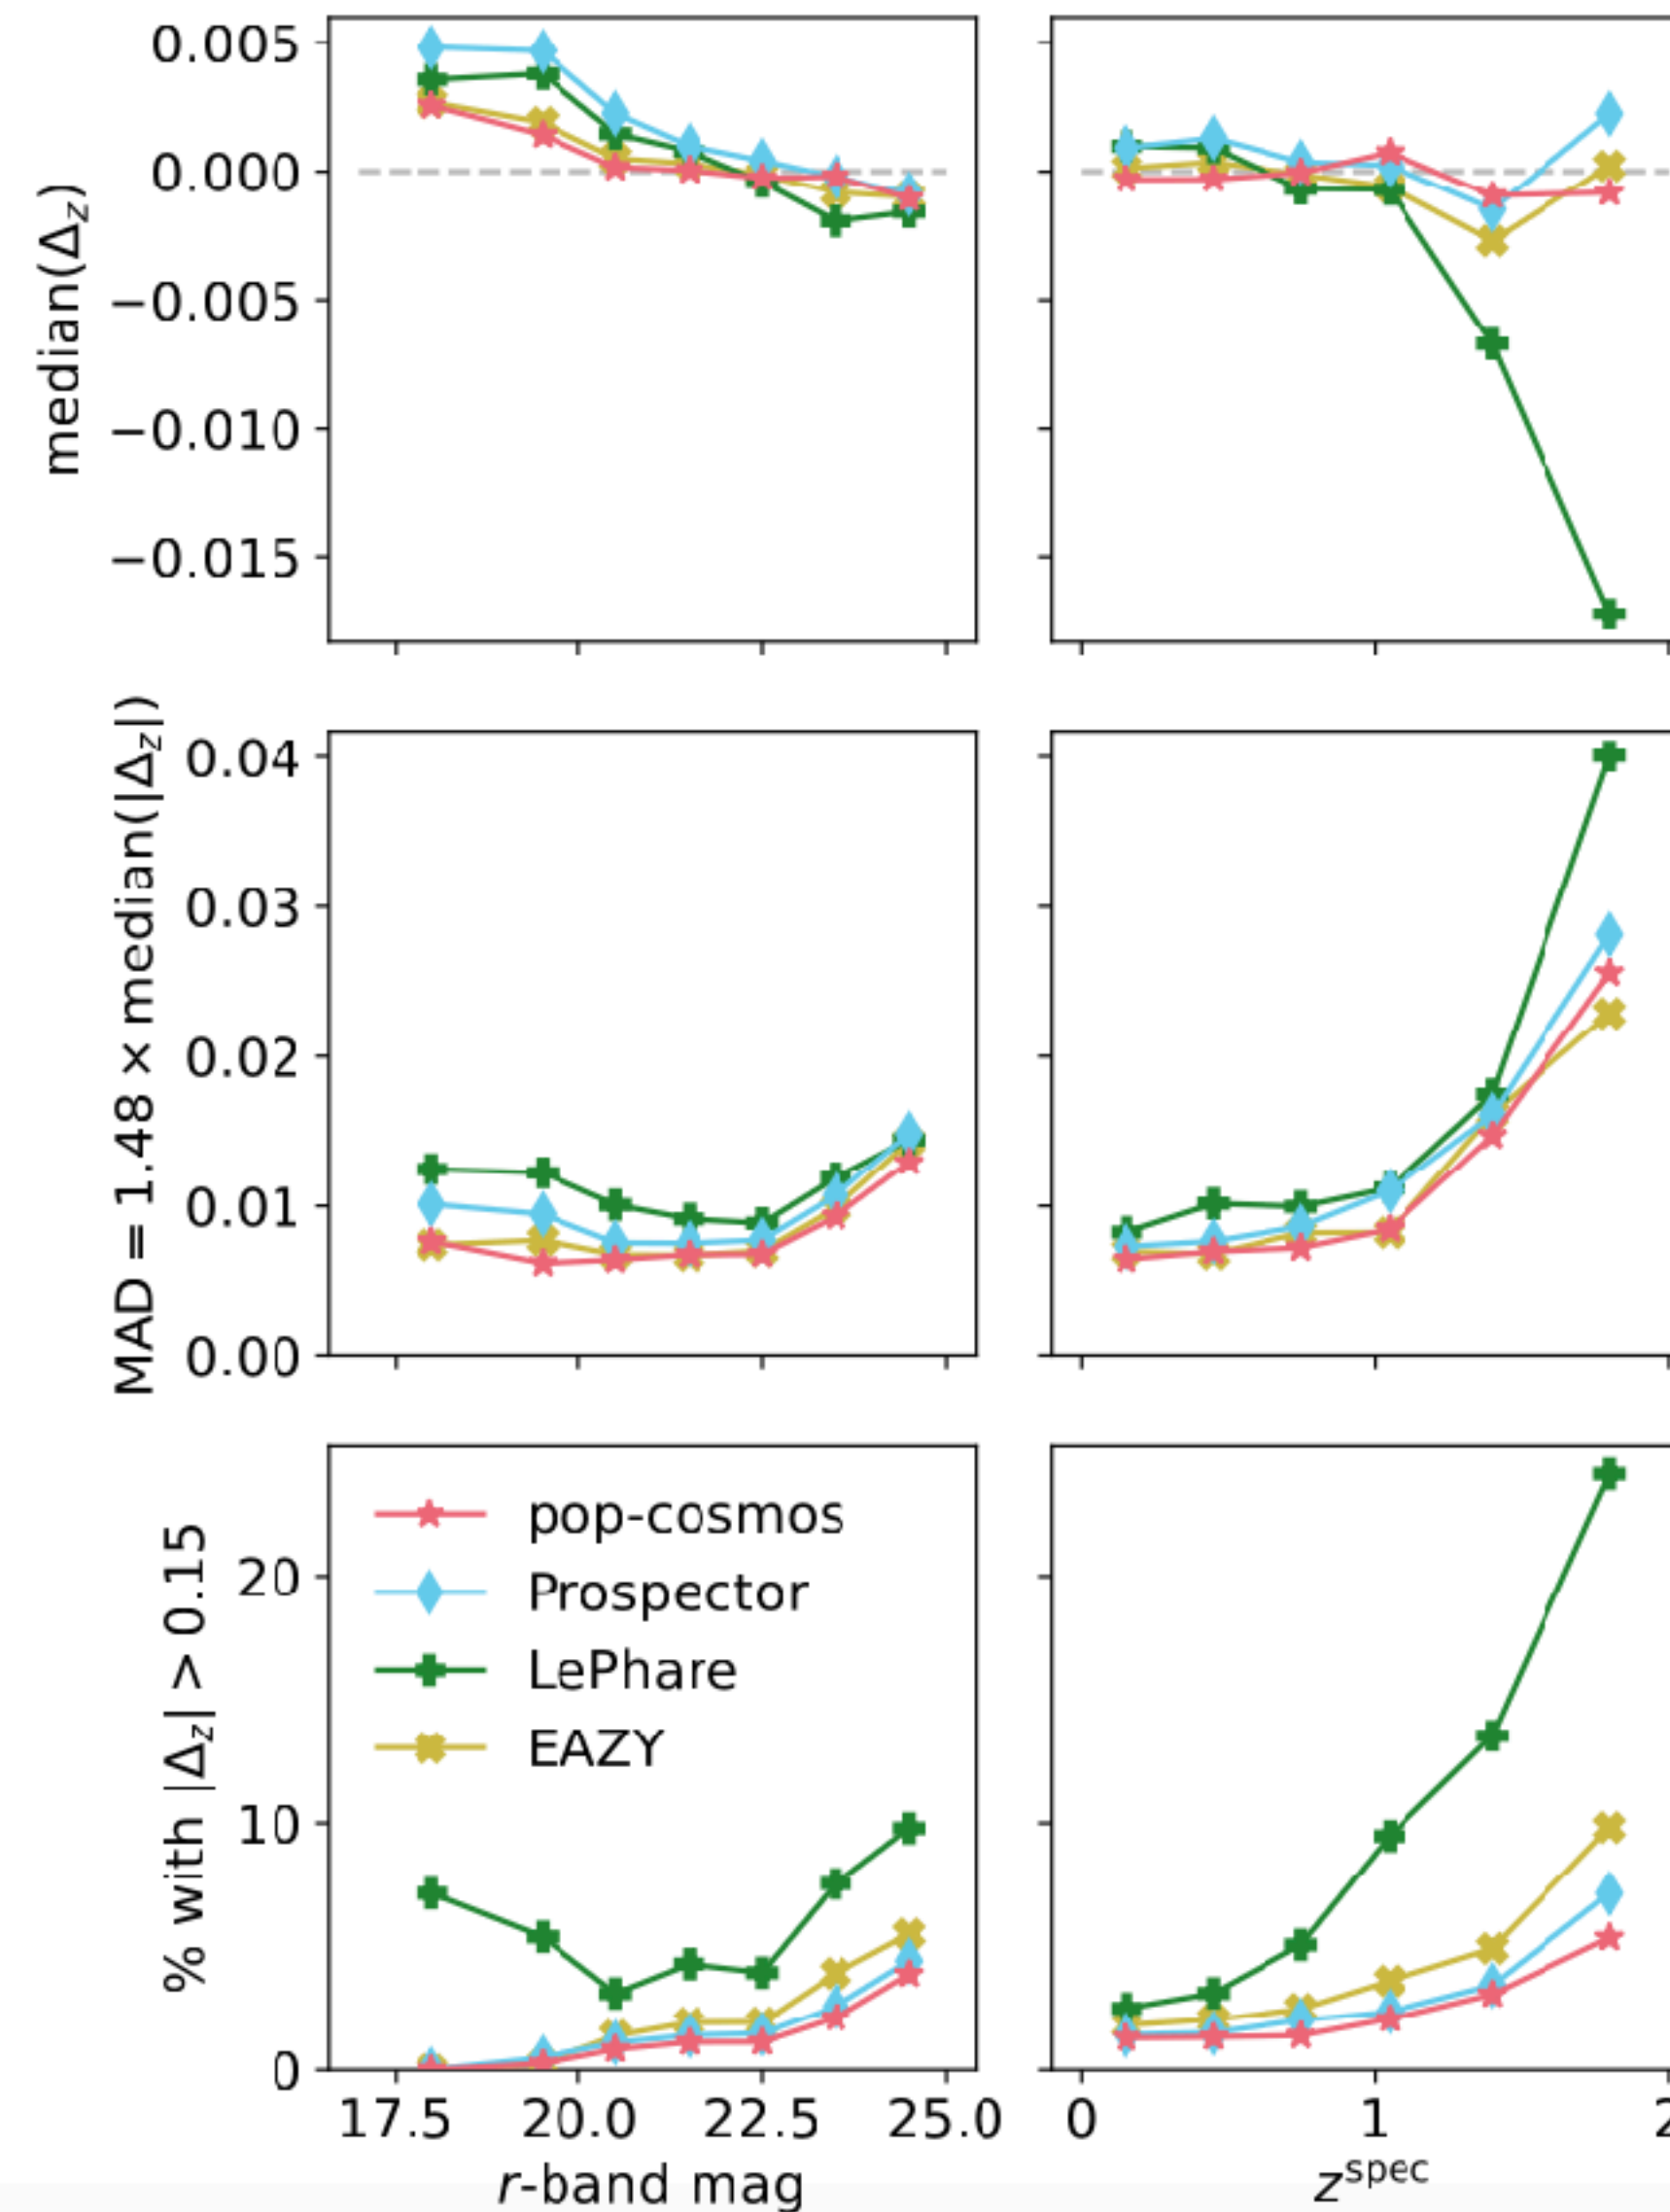 median(Δz)
0.005
0.000
−0.005
−0.010
−0.015
MAD = 1.48 × median(|Δz|)
0.04
0.03
0.02
0.01
0.00
% with |Δz| > 0.15
20
10
0
pop-cosmos
Prospector
LePhare
EAZY
17.5 20.0 22.5 25.0
r-band mag
0 1 2
zspec